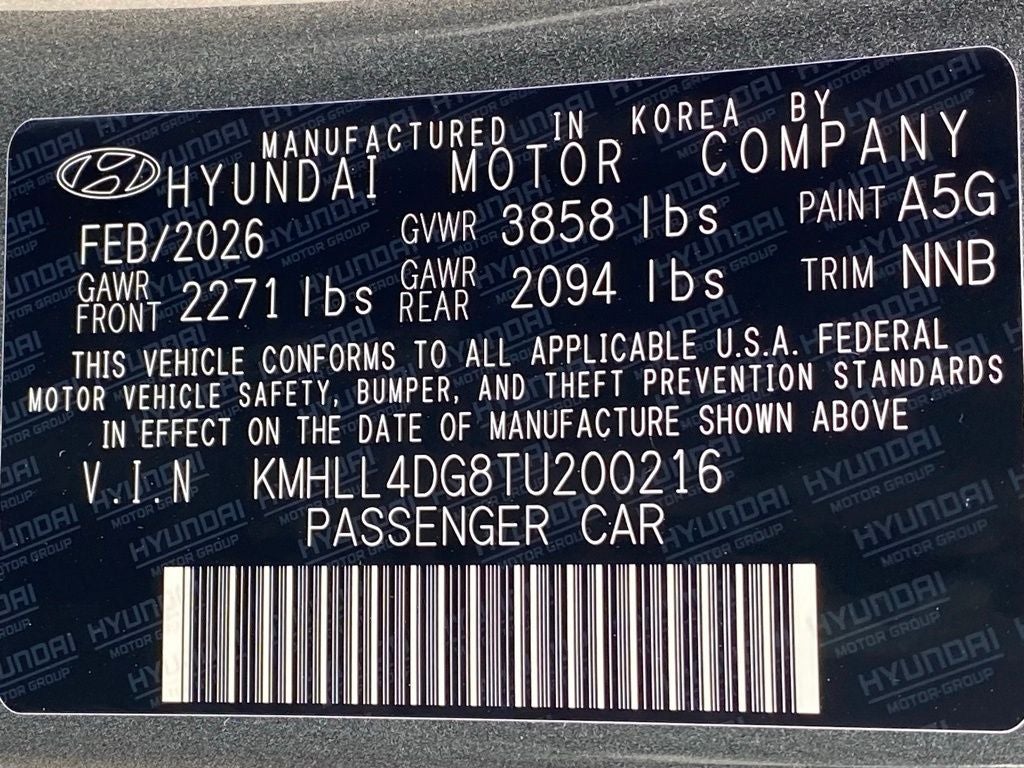 MANUFACTURED IN KOREA BY
HYUNDAI MOTOR COMPANY
FEB/2026 GVWR 3858 lbs PAINT A5G
GAWR FRONT 2271 lbs GAWR REAR 2094 lbs TRIM NNB
THIS VEHICLE CONFORMS TO ALL APPLICABLE U.S.A. FEDERAL
MOTOR VEHICLE SAFETY, BUMPER, AND THEFT PREVENTION STANDARDS
IN EFFECT ON THE DATE OF MANUFACTURE SHOWN ABOVE
V.I.N KMHLL4DG8TU200216
PASSENGER CAR